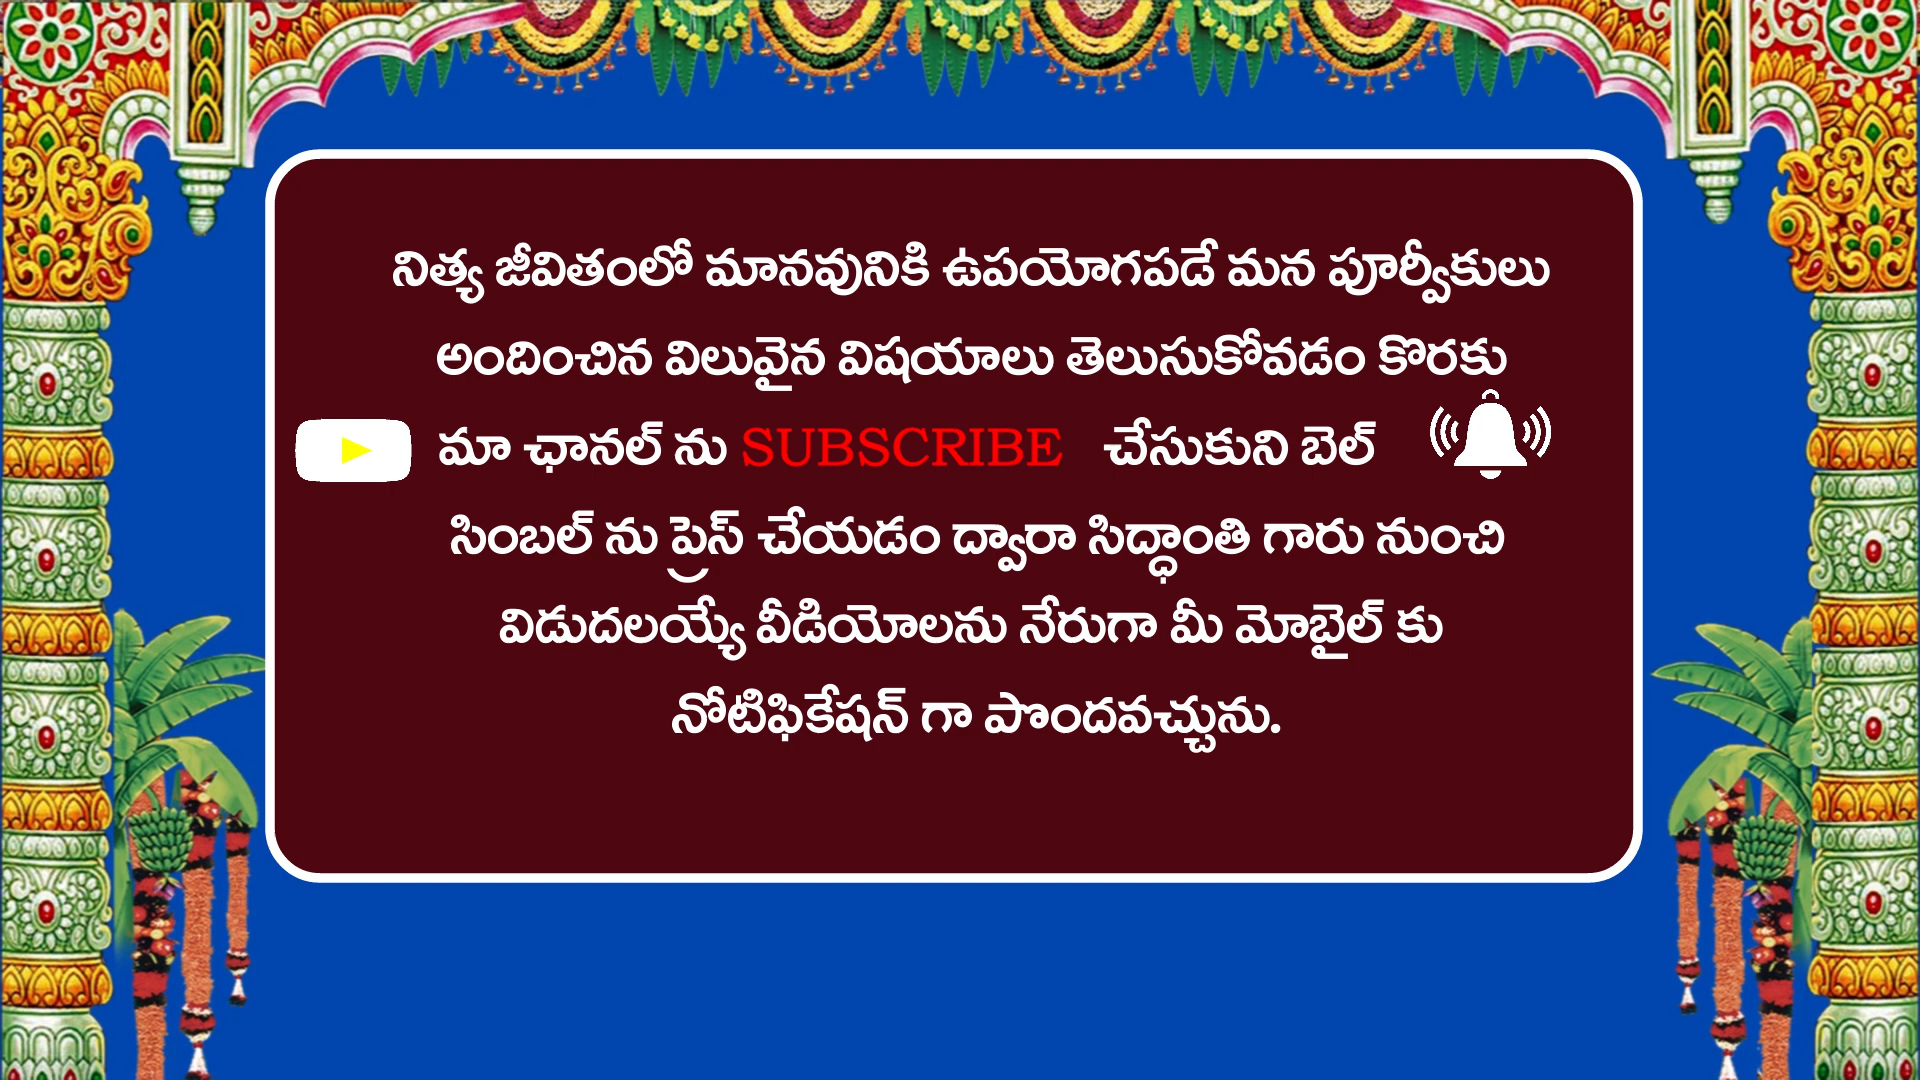 నిత్య జీవితంలో మానవునికి ఉపయోగపడే మన పూర్వీకులు
అందించిన విలువైన విషయాలు తెలుసుకోవడం కొరకు
మా ఛానల్ ను SUBSCRIBE చేసుకుని బెల్
సింబల్ ను ప్రెస్ చేయడం ద్వారా సిద్ధాంతి గారు నుంచి
విడుదలయ్యే వీడియోలను నేరుగా మీ మోబైల్ కు
నోటిఫికేషన్ గా పొందవచ్చును.